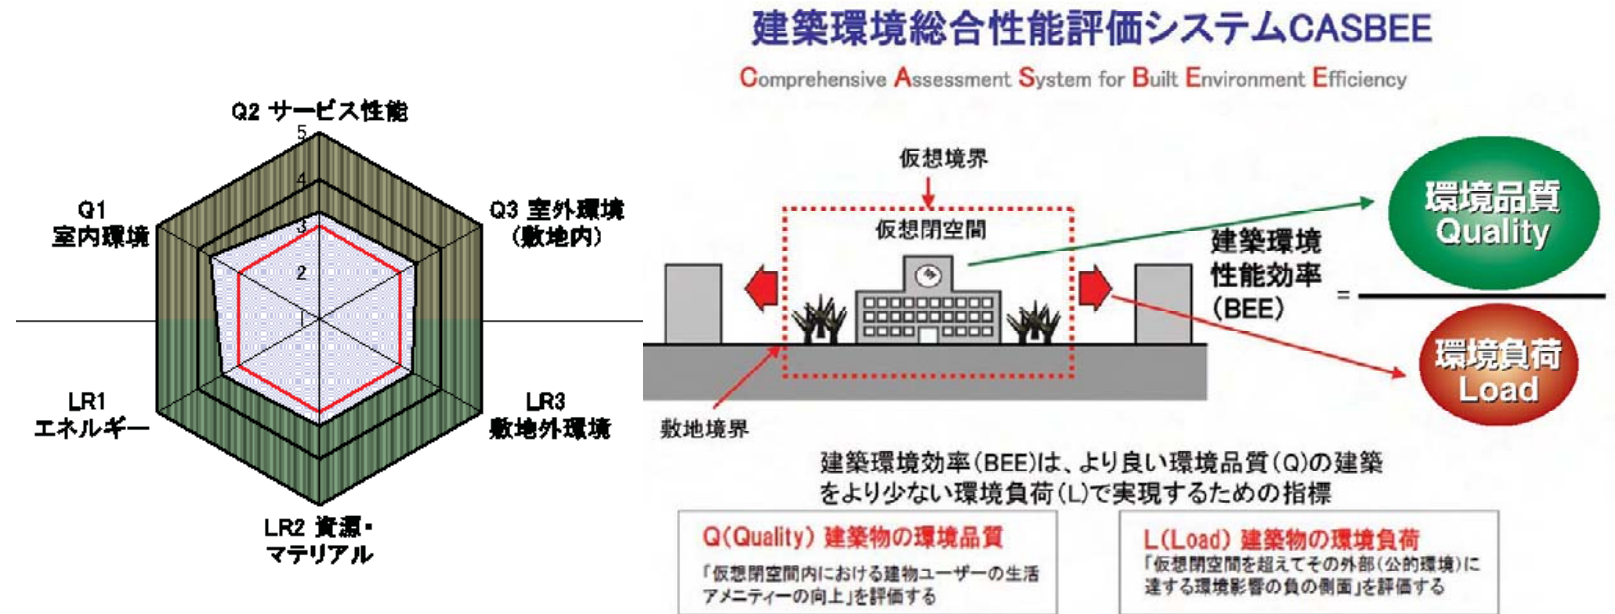 Q2 サービス性能
5
4
3
2
1
Q1
室内環境
Q3 室外環境
(敷地内)
LR1
エネルギー
LR3
敷地外環境
LR2 資源・
マテリアル
建築環境総合性能評価システムCASBEE
Comprehensive Assessment System for Built Environment Efficiency
仮想境界
仮想閉空間
敷地境界
建築環境
性能効率
(BEE)
=
環境品質
Quality
環境負荷
Load
建築環境効率(BEE)は、より良い環境品質(Q)の建築
をより少ない環境負荷(L)で実現するための指標
Q(Quality) 建築物の環境品質
「仮想閉空間内における建物ユーザーの生活
アメニティーの向上」を評価する
L(Load) 建築物の環境負荷
「仮想閉空間を超えてその外部(公的環境)に
達する環境影響の負の側面」を評価する